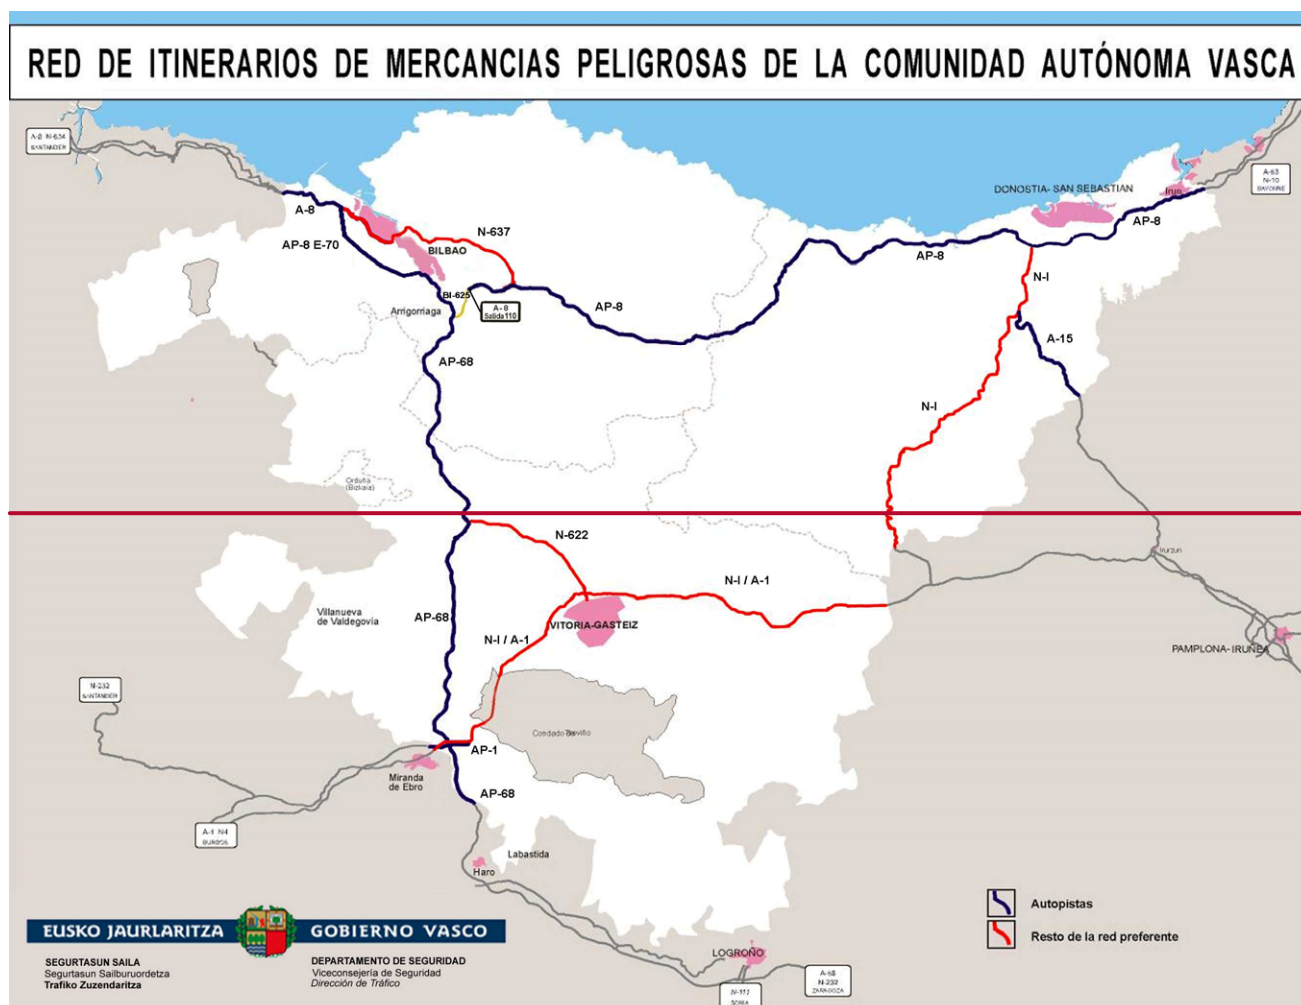 RED DE ITINERARIOS DE MERCANCIAS PELIGROSAS DE LA COMUNIDAD AUTÓNOMA VASCA
A-8 N-634
SANTANDER
A-63
N-10
BAYONNE
DONOSTIA- SAN SEBASTIAN
Irun
A-8
AP-8
N-637
AP-8 E-70
BILBAO
AP-8
N-I
BI-625
A- 8
Salida 110
Arrigorriaga
AP-8
A-15
AP-68
N-I
Orduña
(Bizkaia)
N-622
Irurzun
N-I / A-1
Villanueva
de Valdegovía
AP-68
VITORIA-GASTEIZ
N-I / A-1
PAMPLONA- IRUÑEA
N-232
SANTANDER
Condado
AP-1
Miranda
de Ebro
AP-68
BURGOS
Labastida
Haro
Autopistas
Resto de la red preferente
EUSKO JAURLARITZA
GOBIERNO VASCO
SEGURTASUN SAILA
Segurtasun Sailburuordetza
Trafiko Zuzendaritza
DEPARTAMENTO DE SEGURIDAD
Viceconsejería de Seguridad
Dirección de Tráfico
LOGROÑO
A-68
N-232
ZARAGOZA
N-111
SORIA